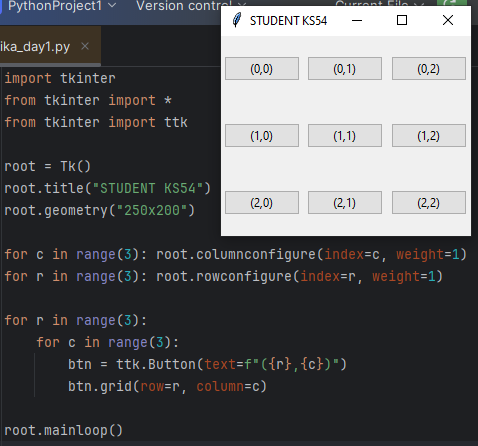 PythonProject1 Version control Current File
STUDENT KS54
ika_day1.py
(0,0) (0,1) (0,2)
(1,0) (1,1) (1,2)
(2,0) (2,1) (2,2)
import tkinter
from tkinter import *
from tkinter import ttk
root = Tk()
root.title("STUDENT KS54")
root.geometry("250x200")
for c in range(3): root.columnconfigure(index=c, weight=1)
for r in range(3): root.rowconfigure(index=r, weight=1)
for r in range(3):
    for c in range(3):
        btn = ttk.Button(text=f"({r},{c})")
        btn.grid(row=r, column=c)
root.mainloop()